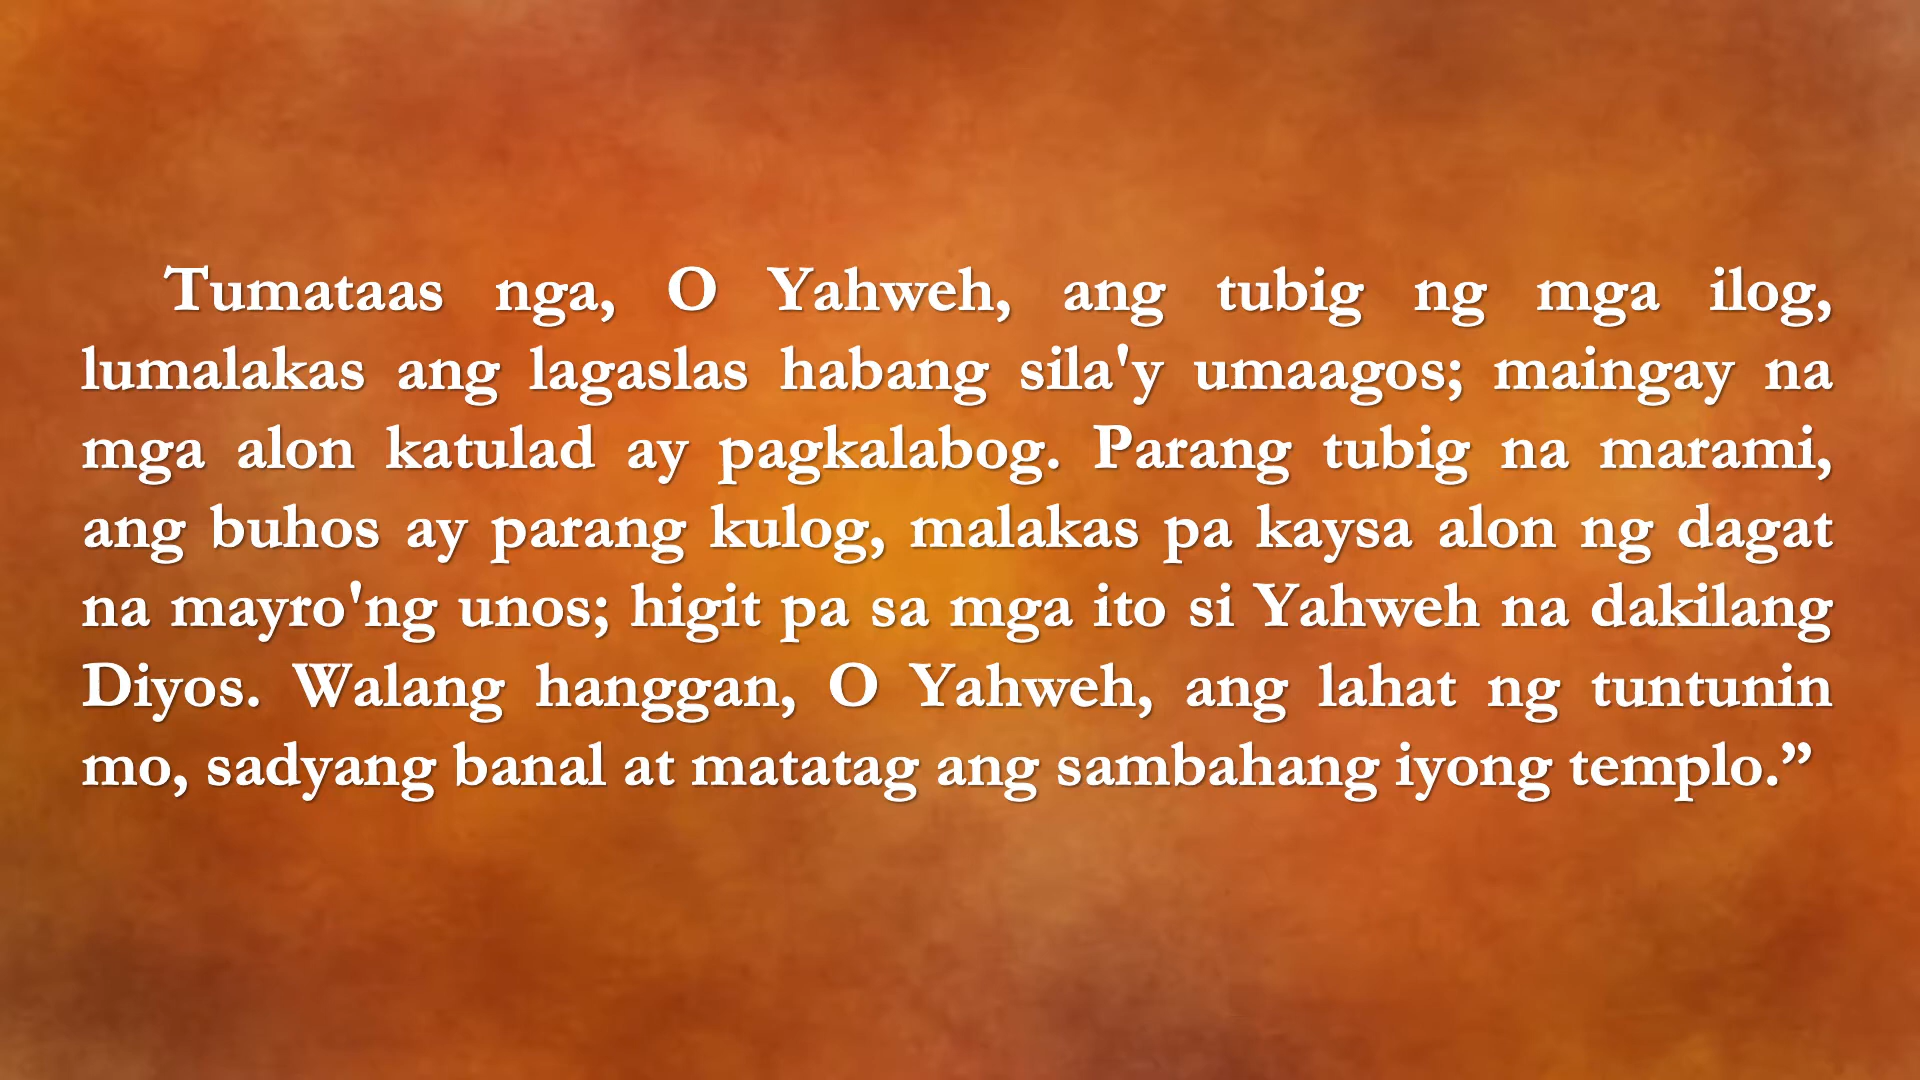 Tumataas nga, O Yahweh, ang tubig ng mga ilog,
lumalakas ang lagaslas habang sila'y umaagos; maingay na
mga alon katulad ay pagkalabog. Parang tubig na marami,
ang buhos ay parang kulog, malakas pa kaysa alon ng dagat
na mayro'ng unos; higit pa sa mga ito si Yahweh na dakilang
Diyos. Walang hanggan, O Yahweh, ang lahat ng tuntunin
mo, sadyang banal at matatag ang sambahang iyong templo.”